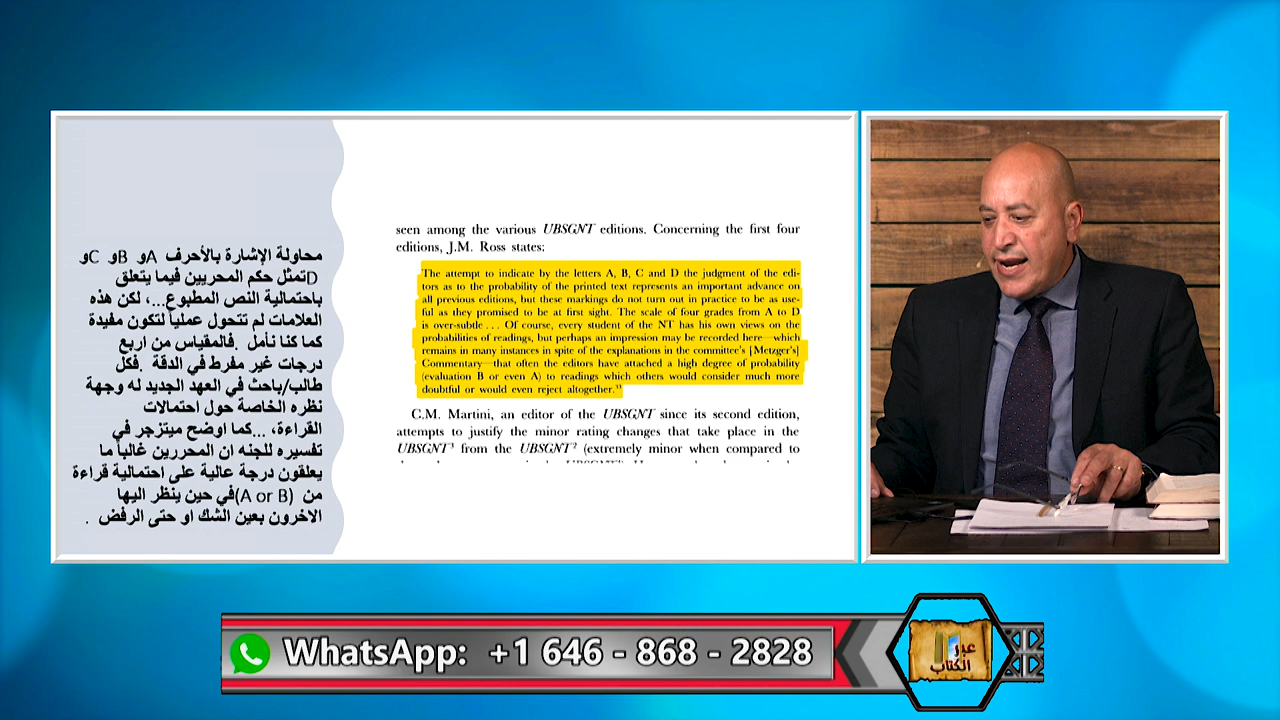 محاولة الإشارة بالأحرف Aو Bو Cو
Dتمثل حكم المحررين فيما يتعلق
باحتمالية النص المطبوع...، لكن هذه
العلامات لم تتحول عملياً لتكون مفيدة
كما كنا نأمل .فالمقياس من اربع
درجات غير مفرط في الدقة .فكل
طالب/باحث في العهد الجديد له وجهة
نظره الخاصة حول احتمالات
القراءة، ...كما اوضح ميتزجر في
تفسيره للجنه ان المحررين غالباً ما
يعلقون درجة عالية على احتمالية قراءة
من (A or B)في حين ينظر اليها
الاخرون بعين الشك او حتى الرفض .
seen among the various UBSGNT editions. Concerning the first four
editions, J.M. Ross states:
The attempt to indicate by the letters A, B, C and D the judgment of the edi-
tors as to the probability of the printed text represents an important advance on
all previous editions, but these markings do not turn out in practice to be as use-
ful as they promised to be at first sight. The scale of four grades from A to D
is over-subtle . . . Of course, every student of the NT has his own views on the
probabilities of readings, but perhaps an impression may be recorded here—which
remains in many instances in spite of the explanations in the committee's [Metzger's]
Commentary—that often the editors have attached a high degree of probability
(evaluation B or even A) to readings which others would consider much more
doubtful or would even reject altogether.¹³
C.M. Martini, an editor of the UBSGNT since its second edition,
attempts to justify the minor rating changes that take place in the
UBSGNT³ from the UBSGNT² (extremely minor when compared to
WhatsApp: +1 646 - 868 - 2828
عبر
الكتاب